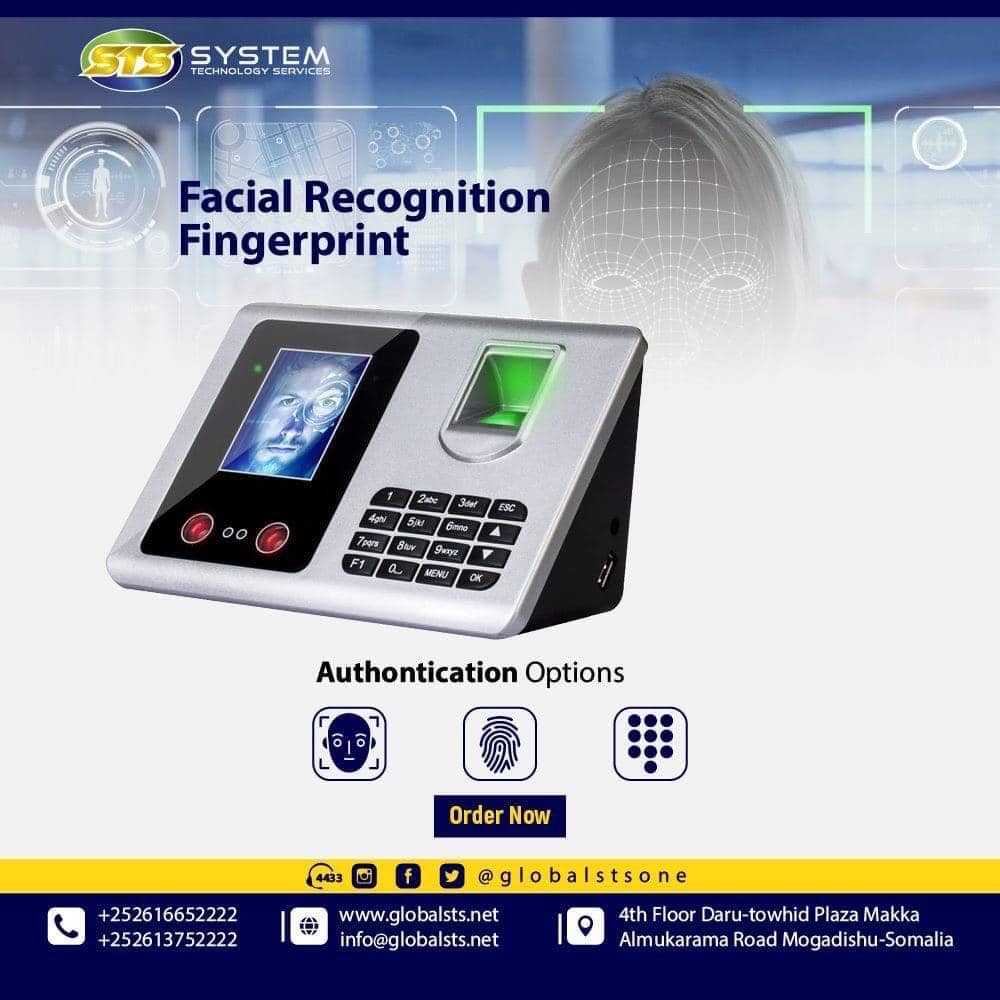 STS SYSTEM
TECHNOLOGY SERVICES
Facial Recognition
Fingerprint
1 2abc 3def ESC
4ghi 5jkl 6mno ▲
7pqrs 8tuv 9wxyz ▼
F1 0 MENU OK
Authontication Options
Order Now
4433 @globalstsone
+252616652222
+252613752222
www.globalsts.net
info@globalsts.net
4th Floor Daru-towhid Plaza Makka
Almukarama Road Mogadishu-Somalia